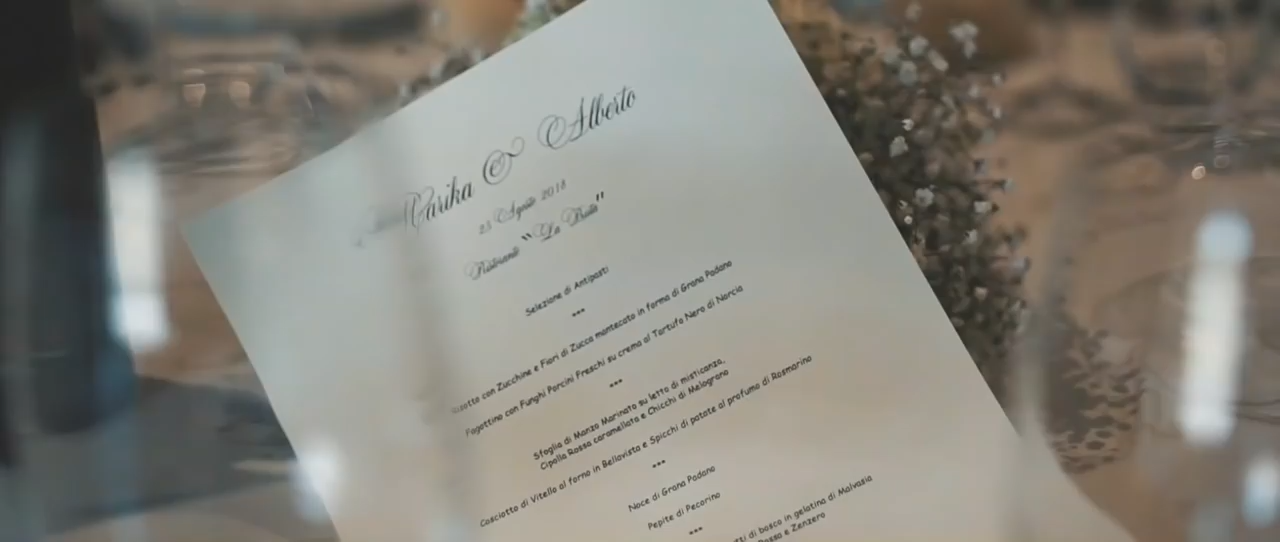 & Alberto
25 Agosto 2018
Ristorante "La
Selezione di Antipasti
***
con Zucchine e Fiori di Zucca mantecato in forma di Grana Padano
Fagottino con Funghi Porcini Freschi su crema al Tartufo Nero di Norcia
***
Sfoglia di Manzo Marinato su letto di misticanza,
Cipolla Rossa caramellata e Chicchi di Melograno
Cosciotto di Vitello al forno in Bellavista e Spicchi di patate al profumo di Rosmarino
***
Noce di Grana Padano
Pepite di Pecorino
***
di bosco in gelatina di Malvasia
Rosso e Zenzero